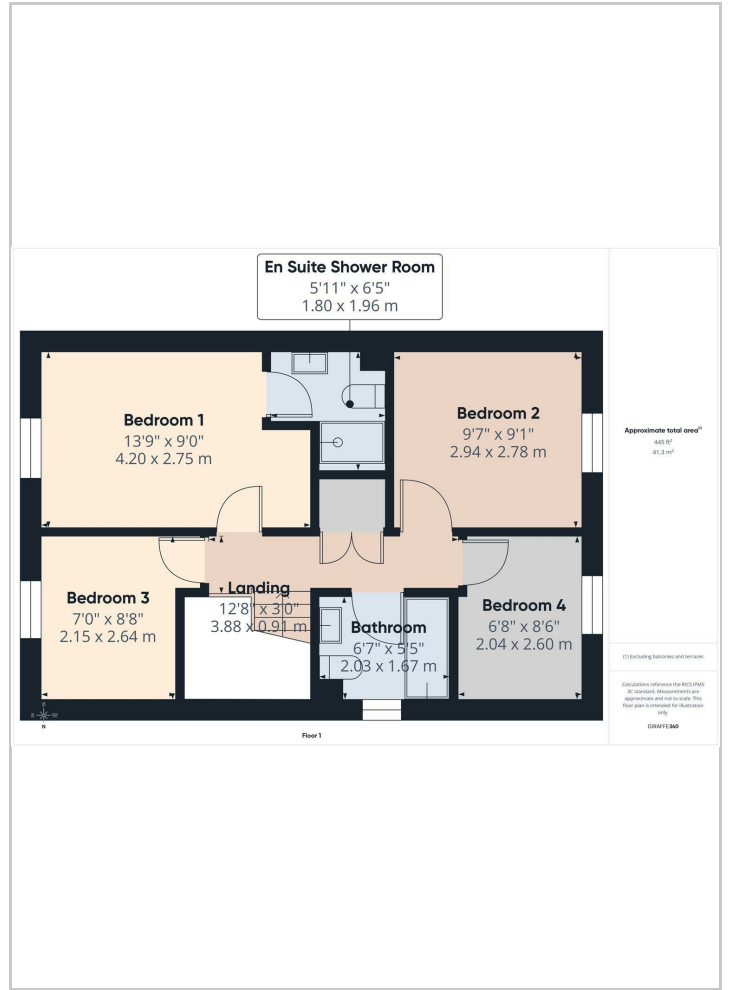 En Suite Shower Room
5'11" x 6'5"
1.80 x 1.96 m
Bedroom 1
13'9" x 9'0"
4.20 x 2.75 m
Bedroom 2
9'7" x 9'1"
2.94 x 2.78 m
Approximate total area(1)
445 ft²
41.3 m²
Bedroom 3
7'0" x 8'8"
2.15 x 2.64 m
Landing
12'8" x 3'0"
3.88 x 0.91 m
Bathroom
6'7" x 5'5"
2.03 x 1.67 m
Bedroom 4
6'8" x 8'6"
2.04 x 2.60 m
(1) Excluding balconies and terraces
Calculations reference the RICS IPMS
3C standard. Measurements are
approximate and not to scale. This
floor plan is intended for illustration
only.
GIRAFFE360
N
Floor 1